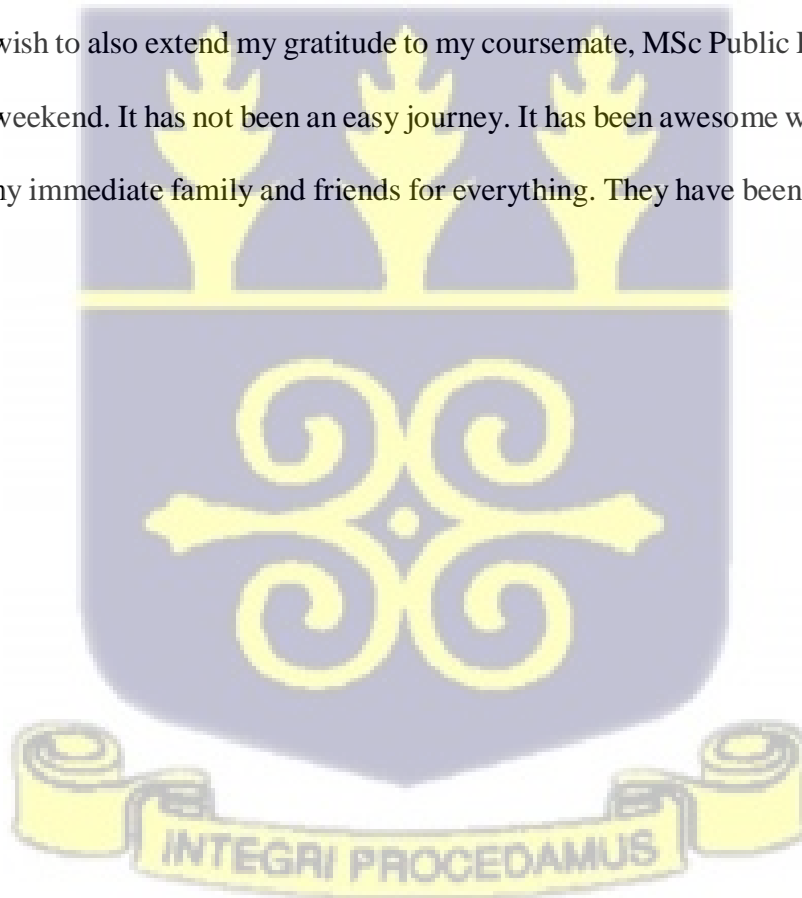 wish to also extend my gratitude to my coursemate, MSc Public
weekend. It has not been an easy journey. It has been awesome
my immediate family and friends for everything. They have been
INTEGRI PROCEDAMUS